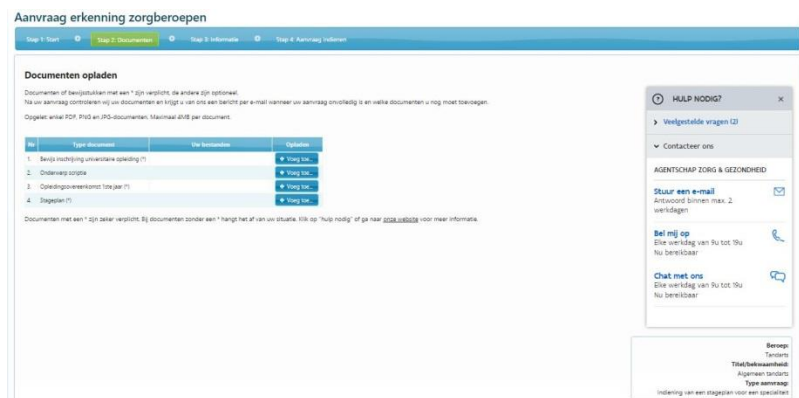 Aanvraag erkenning zorgberoepen
Stap 1: Start
Stap 2: Documenten
Stap 3: Informatie
Stap 4: Aanvraag indienen
Documenten opladen
Documenten of bewijsstukken met een * zijn verplicht, de andere zijn optioneel.
Na uw aanvraag controleren wij uw documenten en krijgt u van ons een bericht per e-mail wanneer uw aanvraag onvolledig is en welke documenten u nog moet toevoegen.
Opgelet: enkel PDF, PNG en JPG-documenten. Maximaal 4MB per document.
Nr Type document Uw bestanden Opladen
1. Bewijs inschrijving universitaire opleiding (*) Voeg toe...
2. Onderwerp scriptie Voeg toe...
3. Opleidingsovereenkomst 1ste jaar (*) Voeg toe...
4. Stageplan (*) Voeg toe...
Documenten met een * zijn zeker verplicht. Bij documenten zonder een * hangt het af van uw situatie. Klik op "hulp nodig" of ga naar onze website voor meer informatie.
HULP NODIG?
Veelgestelde vragen (2)
Contacteer ons
AGENTSCHAP ZORG & GEZONDHEID
Stuur een e-mail
Antwoord binnen max. 2
werkdagen
Bel mij op
Elke werkdag van 9u tot 19u
Nu bereikbaar
Chat met ons
Elke werkdag van 9u tot 19u
Nu bereikbaar
Beroep:
Tandarts
Titel/bekwaamheid:
Algemeen tandarts
Type aanvraag:
Indiening van een stageplan voor een specialiteit